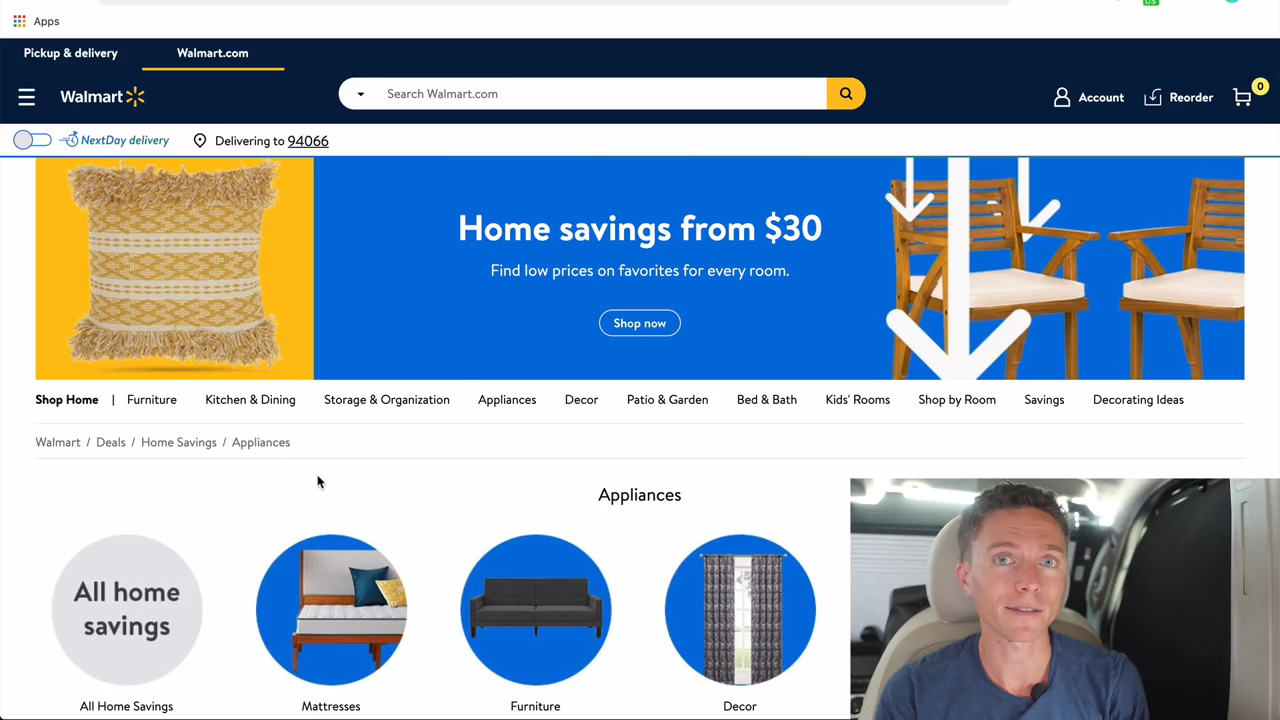 Apps
Pickup & delivery
Walmart.com
Walmart
Search Walmart.com
Account
Reorder
0
NextDay delivery
Delivering to 94066
Home savings from $30
Find low prices on favorites for every room.
Shop now
Shop Home | Furniture Kitchen & Dining Storage & Organization Appliances Decor Patio & Garden Bed & Bath Kids' Rooms Shop by Room Savings Decorating Ideas
Walmart / Deals / Home Savings / Appliances
Appliances
All home
savings
All Home Savings
Mattresses
Furniture
Decor